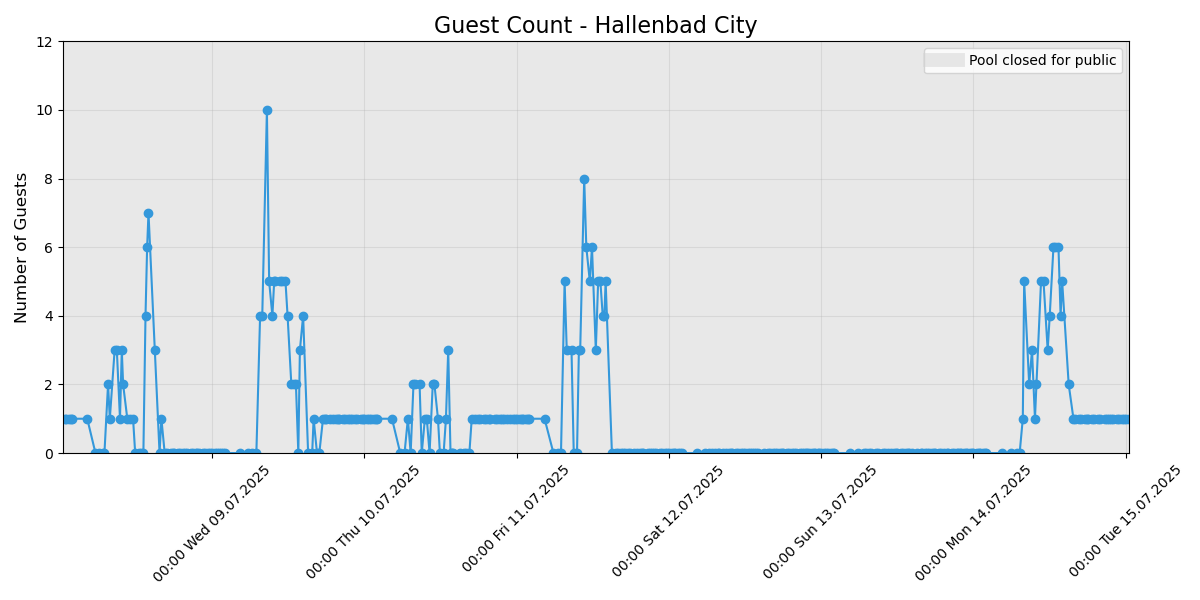 Guest Count - Hallenbad City
Pool closed for public
Number of Guests
12
10
8
6
4
2
0
00:00 Wed 09.07.2025
00:00 Thu 10.07.2025
00:00 Fri 11.07.2025
00:00 Sat 12.07.2025
00:00 Sun 13.07.2025
00:00 Mon 14.07.2025
00:00 Tue 15.07.2025